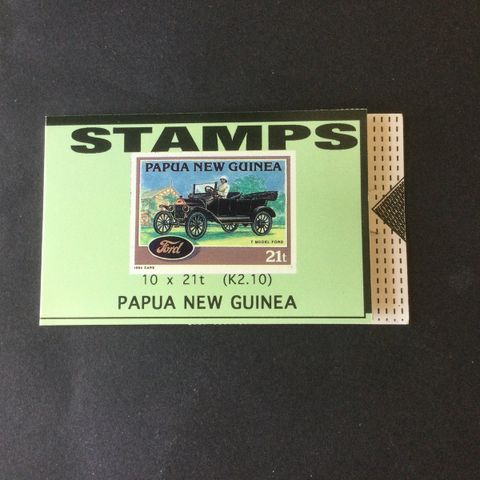 STAMPS
PAPUA NEW GUINEA
Ford
T MODEL FORD
21t
1994 CARS
10 x 21t (K2.10)
PAPUA NEW GUINEA